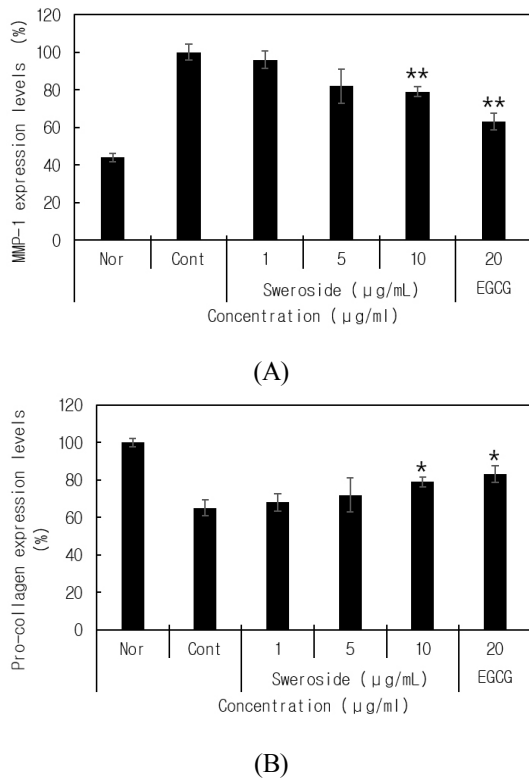 MMP-1 expression levels (%)
120
100
80
60
40
20
0
** **
Nor Cont 1 5 10 20
Sweroside (μg/mL) EGCG
Concentration (μg/ml)
(A)
Pro-collagen expression levels
(%)
120
100
80
60
40
20
0
* *
Nor Cont 1 5 10 20
Sweroside (μg/mL) EGCG
Concentration (μg/ml)
(B)